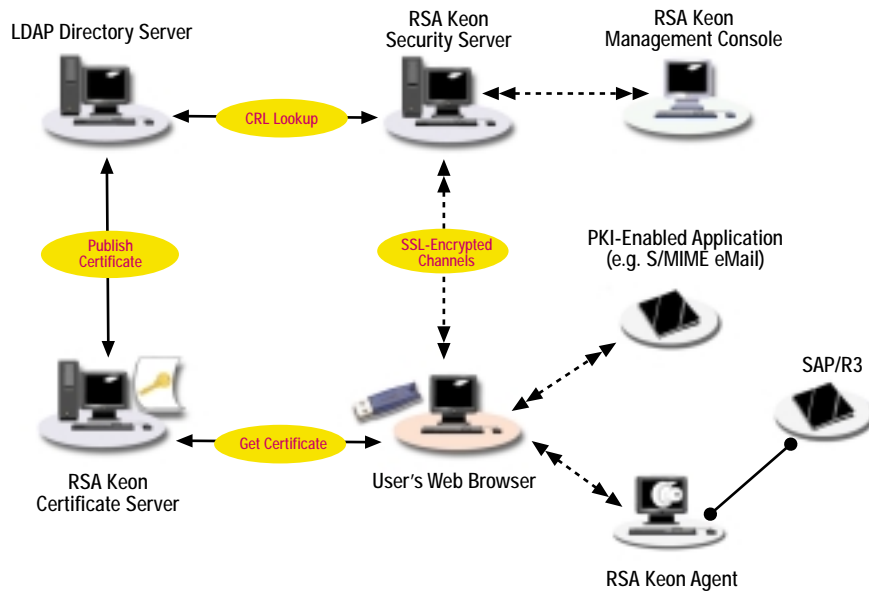 LDAP Directory Server
RSA Keon
Security Server
RSA Keon
Management Console
CRL Lookup
Publish
Certificate
SSL-Encrypted
Channels
PKI-Enabled Application
(e.g. S/MIME eMail)
SAP/R3
Get Certificate
RSA Keon
Certificate Server
User's Web Browser
RSA Keon Agent